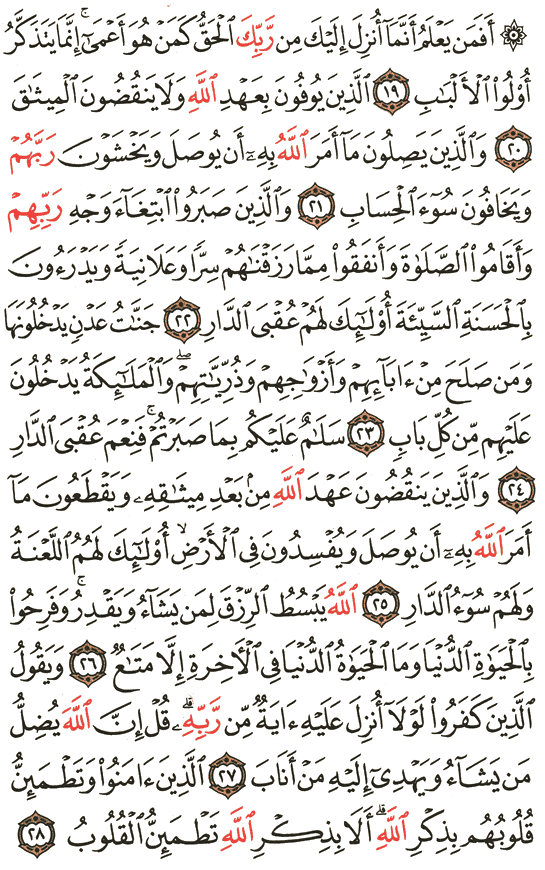 ۞ أَفَمَن يَعْلَمُ أَنَّمَآ أُنزِلَ إِلَيْكَ مِن رَّبِّكَ ٱلْحَقُّ كَمَنْ هُوَ أَعْمَىٰٓ ۚ إِنَّمَا يَتَذَكَّرُ
أُو۟لُوا۟ ٱلْأَلْبَـٰبِ ١٩ ٱلَّذِينَ يُوفُونَ بِعَهْدِ ٱللَّهِ وَلَا يَنقُضُونَ ٱلْمِيثَـٰقَ
٢٠ وَٱلَّذِينَ يَصِلُونَ مَآ أَمَرَ ٱللَّهُ بِهِۦٓ أَن يُوصَلَ وَيَخْشَوْنَ رَبَّهُمْ
وَيَخَافُونَ سُوٓءَ ٱلْحِسَابِ ٢١ وَٱلَّذِينَ صَبَرُوا۟ ٱبْتِغَآءَ وَجْهِ رَبِّهِمْ
وَأَقَامُوا۟ ٱلصَّلَوٰةَ وَأَنفَقُوا۟ مِمَّا رَزَقْنَـٰهُمْ سِرًّا وَعَلَانِيَةً وَيَدْرَءُونَ
بِٱلْحَسَنَةِ ٱلسَّيِّئَةَ أُو۟لَـٰٓئِكَ لَهُمْ عُقْبَى ٱلدَّارِ ٢٢ جَنَّـٰتُ عَدْنٍ يَدْخُلُونَهَا
وَمَن صَلَحَ مِنْ ءَابَآئِهِمْ وَأَزْوَٰجِهِمْ وَذُرِّيَّـٰتِهِمْ ۖ وَٱلْمَلَـٰٓئِكَةُ يَدْخُلُونَ
عَلَيْهِم مِّن كُلِّ بَابٍ ٢٣ سَلَـٰمٌ عَلَيْكُم بِمَا صَبَرْتُمْ ۚ فَنِعْمَ عُقْبَى ٱلدَّارِ
٢٤ وَٱلَّذِينَ يَنقُضُونَ عَهْدَ ٱللَّهِ مِنۢ بَعْدِ مِيثَـٰقِهِۦ وَيَقْطَعُونَ مَآ
أَمَرَ ٱللَّهُ بِهِۦٓ أَن يُوصَلَ وَيُفْسِدُونَ فِى ٱلْأَرْضِ ۙ أُو۟لَـٰٓئِكَ لَهُمُ ٱللَّعْنَةُ
وَلَهُمْ سُوٓءُ ٱلدَّارِ ٢٥ ٱللَّهُ يَبْسُطُ ٱلرِّزْقَ لِمَن يَشَآءُ وَيَقْدِرُ ۚ وَفَرِحُوا۟
بِٱلْحَيَوٰةِ ٱلدُّنْيَا وَمَا ٱلْحَيَوٰةُ ٱلدُّنْيَا فِى ٱلْـَٔاخِرَةِ إِلَّا مَتَـٰعٌ ٢٦ وَيَقُولُ
ٱلَّذِينَ كَفَرُوا۟ لَوْلَآ أُنزِلَ عَلَيْهِ ءَايَةٌ مِّن رَّبِّهِۦ ۗ قُلْ إِنَّ ٱللَّهَ يُضِلُّ
مَن يَشَآءُ وَيَهْدِىٓ إِلَيْهِ مَنْ أَنَابَ ٢٧ ٱلَّذِينَ ءَامَنُوا۟ وَتَطْمَئِنُّ
قُلُوبُهُم بِذِكْرِ ٱللَّهِ ۗ أَلَا بِذِكْرِ ٱللَّهِ تَطْمَئِنُّ ٱلْقُلُوبُ ٢٨